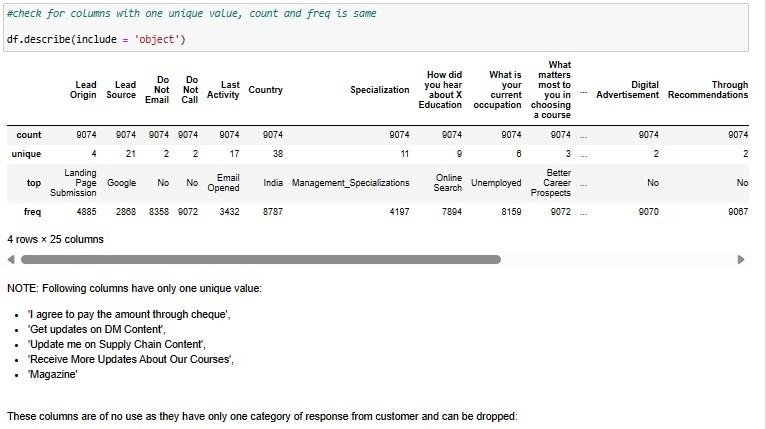 #check for columns with one unique value, count and freq is same
df.describe(include = 'object')
Lead Origin Lead Source Do Not Email Do Not Call Last Activity Country Specialization How did you hear about X Education What is your current occupation What matters most to you in choosing a course ... Digital Advertisement Through Recommendations
count 9074 9074 9074 9074 9074 9074 9074 9074 9074 9074 ... 9074 9074
unique 4 21 2 2 17 38 11 9 6 3 ... 2 2
top Landing Page Submission Google No No Email Opened India Management_Specializations Online Search Unemployed Better Career Prospects ... No No
freq 4885 2868 8358 9072 3432 8787 4197 7894 8159 9072 ... 9070 9067
4 rows × 25 columns
NOTE: Following columns have only one unique value:
• 'I agree to pay the amount through cheque',
• 'Get updates on DM Content',
• 'Update me on Supply Chain Content',
• 'Receive More Updates About Our Courses',
• 'Magazine'
These columns are of no use as they have only one category of response from customer and can be dropped: